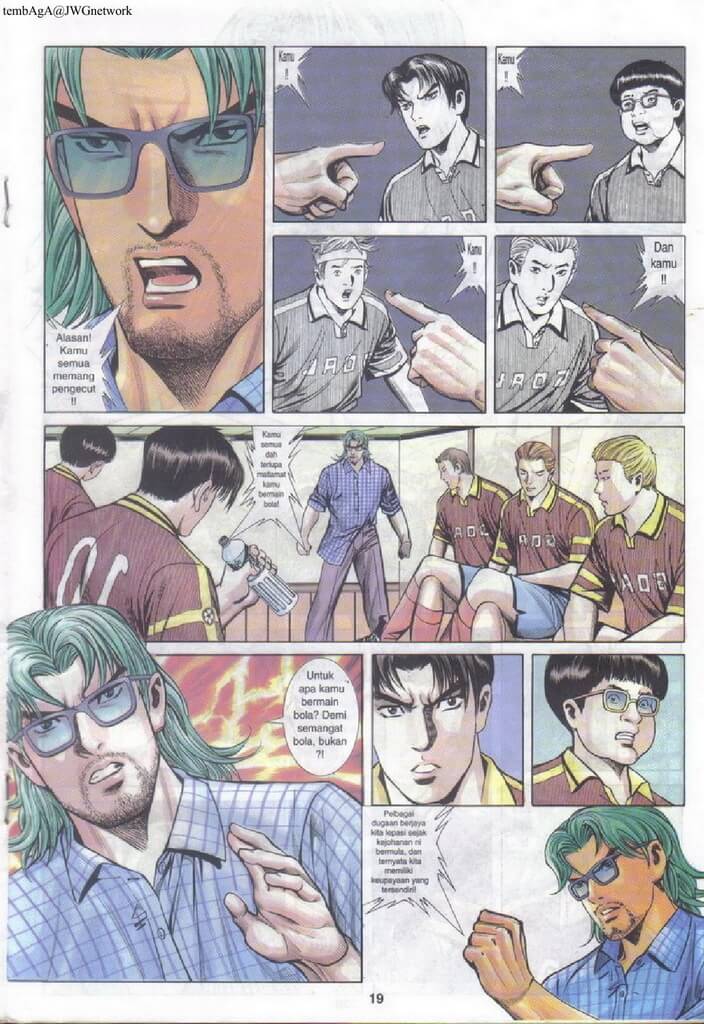 tembAgA@JWGnetwork
Alasan!
Kamu
semua
memang
pengecut
!!
Kamu
!!
Kamu
!!
Kamu
!!
Dan
kamu
!!
Kamu
semua
dah
terlupa
matlamat
kamu
bermain
bola!
JAOZ
JAOZ
Untuk
apa kamu
bermain
bola? Demi
semangat
bola, bukan
?!
Pelbagai
dugaan berjaya
kita lepasi sejak
kejohanan ni
bermula, dan
ternyata kita
memiliki
keupayaan yang
tersendiri!
19